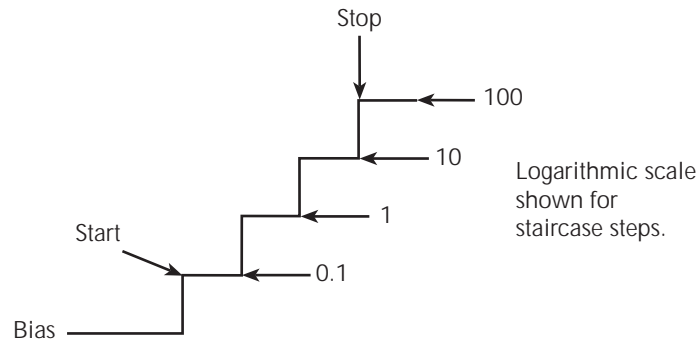 Stop
100
10
Logarithmic scale
shown for
staircase steps.
1
Start
0.1
Bias